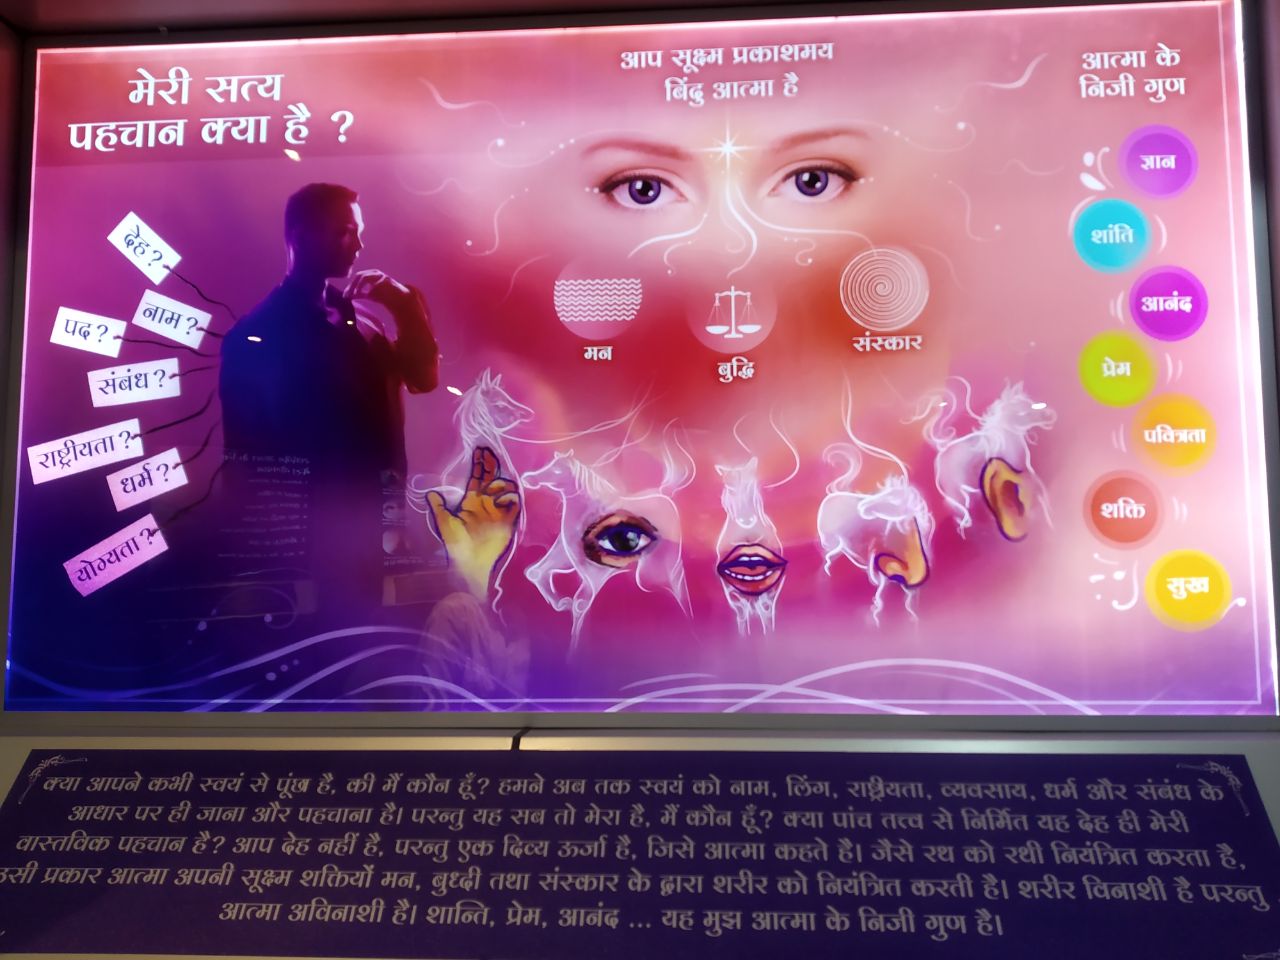 मेरी सत्य
पहचान क्या है ?
देह?
नाम?
पद?
संबंध?
राष्ट्रीयता?
धर्म?
योग्यता?
आप सूक्ष्म प्रकाशमय
बिंदु आत्मा है
मन
बुद्धि
संस्कार
आत्मा के
निजी गुण
ज्ञान
शांति
आनंद
प्रेम
पवित्रता
शक्ति
सुख
क्या आपने कभी स्वयं से पूंछा है, की मैं कौन हूँ? हमने अब तक स्वयं को नाम, लिंग, राष्ट्रीयता, व्यवसाय, धर्म और संबंध के
आधार पर ही जाना और पहचाना है। परन्तु यह सब तो मेरा है, मैं कौन हूँ? क्या पांच तत्त्व से निर्मित यह देह ही मेरी
वास्तविक पहचान है? आप देह नहीं है, परन्तु एक दिव्य ऊर्जा है, जिसे आत्मा कहते है। जैसे रथ को रथी नियंत्रित करता है,
उसी प्रकार आत्मा अपनी सूक्ष्म शक्तियों मन, बुध्दी तथा संस्कार के द्वारा शरीर को नियंत्रित करती है। शरीर विनाशी है परन्तु
आत्मा अविनाशी है। शान्ति, प्रेम, आनंद ... यह मुझ आत्मा के निजी गुण है।